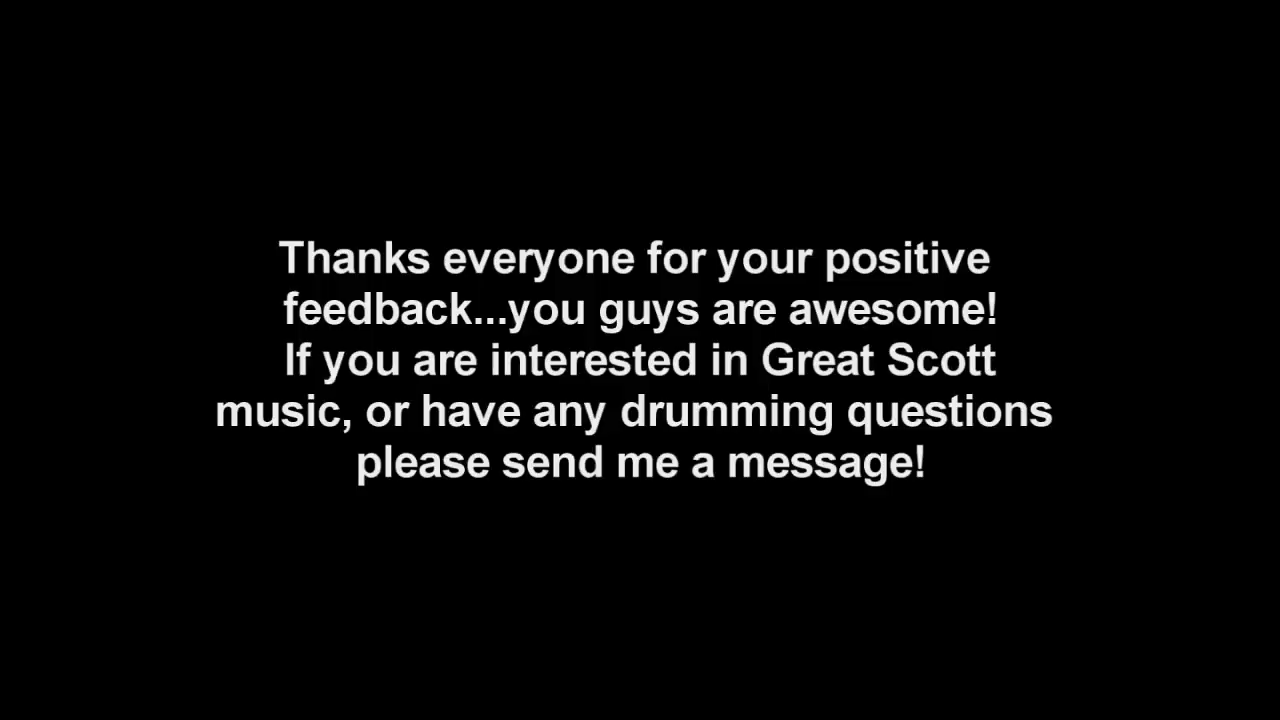 Thanks everyone for your positive
feedback...you guys are awesome!
If you are interested in Great Scott
music, or have any drumming questions
please send me a message!